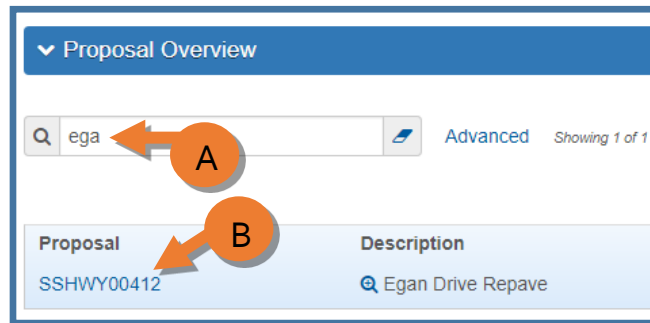 Proposal Overview
ega Advanced Showing 1 of 1
A
B
Proposal Description
SSHWY00412 Egan Drive Repave